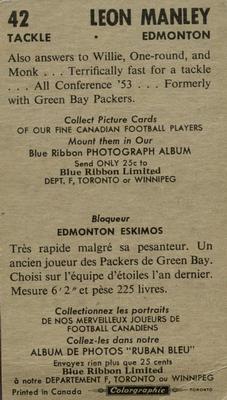 42 LEON MANLEY
TACKLE EDMONTON
Also answers to Willie, One-round, and
Monk . . . Terrifically fast for a tackle
. . . All Conference '53 . . . Formerly
with Green Bay Packers.
Collect Picture Cards
OF OUR FINE CANADIAN FOOTBALL PLAYERS
Mount them in Our
Blue Ribbon PHOTOGRAPH ALBUM
Send ONLY 25c to
Blue Ribbon Limited
DEPT. F, TORONTO or WINNIPEG
Bloqueur
EDMONTON ESKIMOS
Très rapide malgré sa pesanteur. Un
ancien joueur des Packers de Green Bay.
Choisi sur l'équipe d'étoiles l'an dernier.
Mesure 6'2" et pèse 225 livres.
Collectionnez les portraits
DE NOS MERVEILLEUX JOUEURS DE
FOOTBALL CANADIENS
Collez-les dans notre
ALBUM DE PHOTOS "RUBAN BLEU"
Envoyez rien plus que 25 cents
Blue Ribbon Limited
à notre DEPARTEMENT F, TORONTO ou WINNIPEG
Printed in Canada Colorgraphic TORONTO